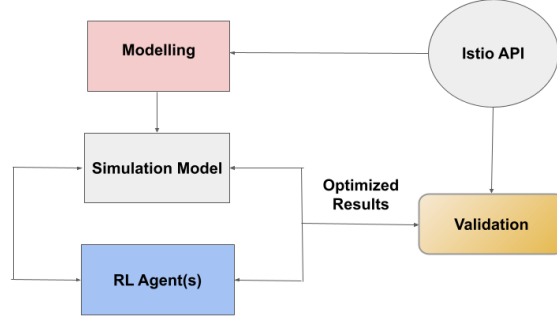 Modelling
Istio API
Simulation Model
Optimized
Results
Validation
RL Agent(s)